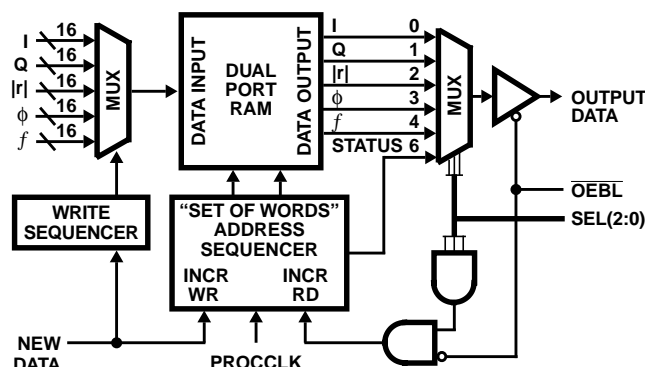 I 16
Q 16
|r| 16
ϕ 16
f 16
MUX
WRITE
SEQUENCER
NEW
DATA
DATA INPUT
DUAL
PORT
RAM
DATA OUTPUT
I 0
Q 1
|r| 2
ϕ 3
f 4
STATUS 6
MUX
"SET OF WORDS"
ADDRESS
SEQUENCER
INCR
WR
INCR
RD
PROCCLK
OUTPUT
DATA
OEBL
SEL(2:0)